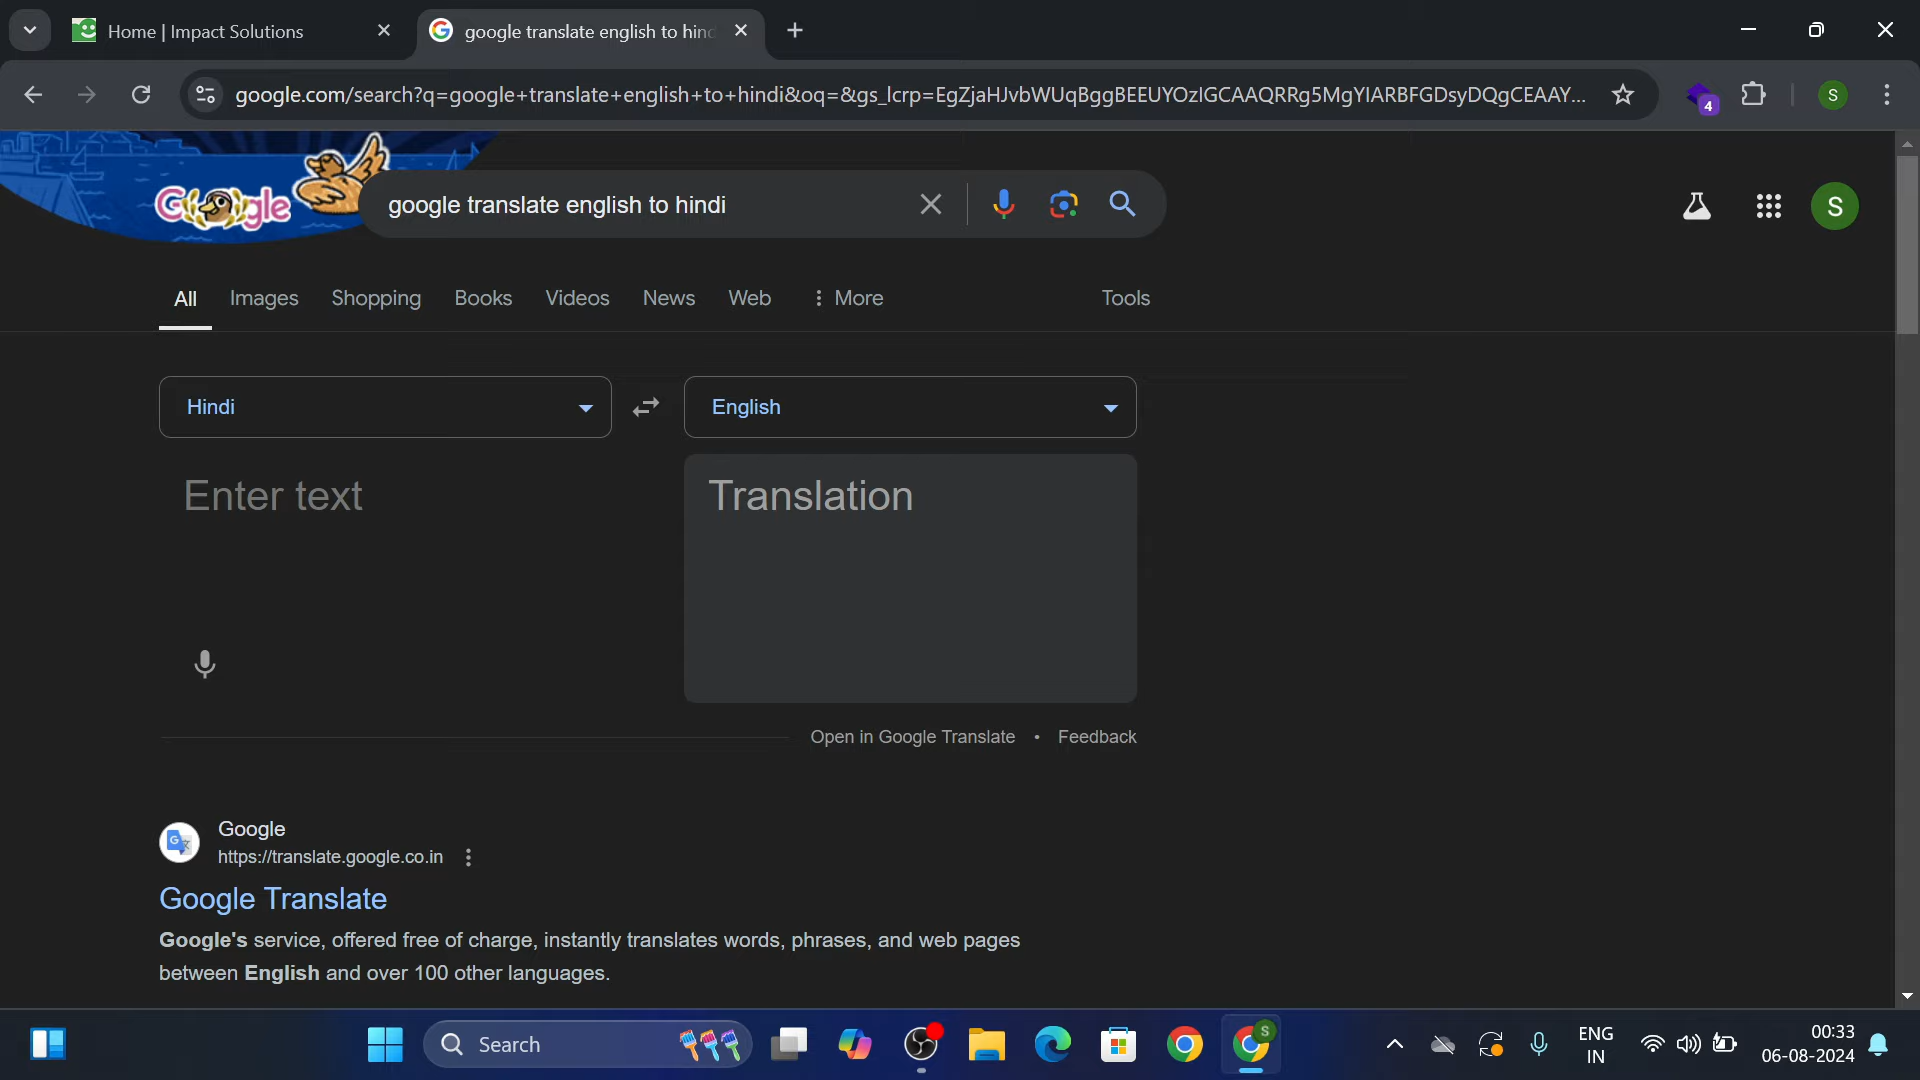 Home | Impact Solutions
google translate english to hind
google.com/search?q=google+translate+english+to+hindi&oq=&gs_lcrp=EgZjaHJvbWUqBggBEEUYOzIGCAAQRRg5MgYIARBFGDsyDQgCEAAY...
4
S
Google
google translate english to hindi
S
All
Images
Shopping
Books
Videos
News
Web
More
Tools
Hindi
English
Enter text
Translation
Open in Google Translate • Feedback
Google
https://translate.google.co.in
Google Translate
Google's service, offered free of charge, instantly translates words, phrases, and web pages
between English and over 100 other languages.
Search
S
ENG
IN
00:33
06-08-2024